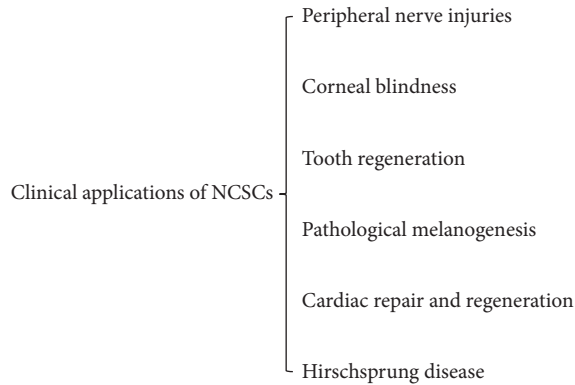 Clinical applications of NCSCs
Peripheral nerve injuries
Corneal blindness
Tooth regeneration
Pathological melanogenesis
Cardiac repair and regeneration
Hirschsprung disease